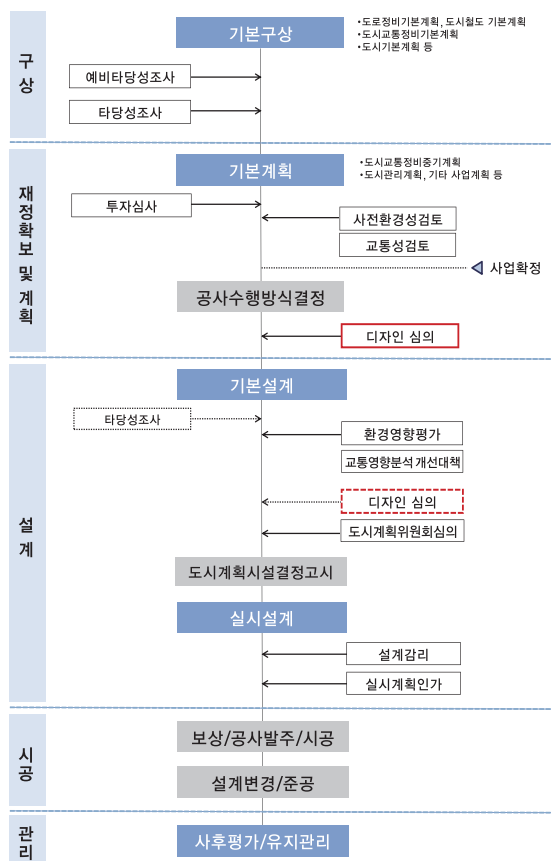 구
상
기본구상
•도로정비기본계획, 도시철도 기본계획
•도시교통정비기본계획
•도시기본계획 등
예비타당성조사
타당성조사
재
정
확
보
및
계
획
기본계획
•도시교통정비중기계획
•도시관리계획, 기타 사업계획 등
투자심사
사전환경성검토
교통성검토
사업확정
공사수행방식결정
디자인 심의
설
계
기본설계
타당성조사
환경영향평가
교통영향분석 개선대책
디자인 심의
도시계획위원회심의
도시계획시설결정고시
실시설계
설계감리
실시계획인가
시
공
보상/공사발주/시공
설계변경/준공
관
리
사후평가/유지관리